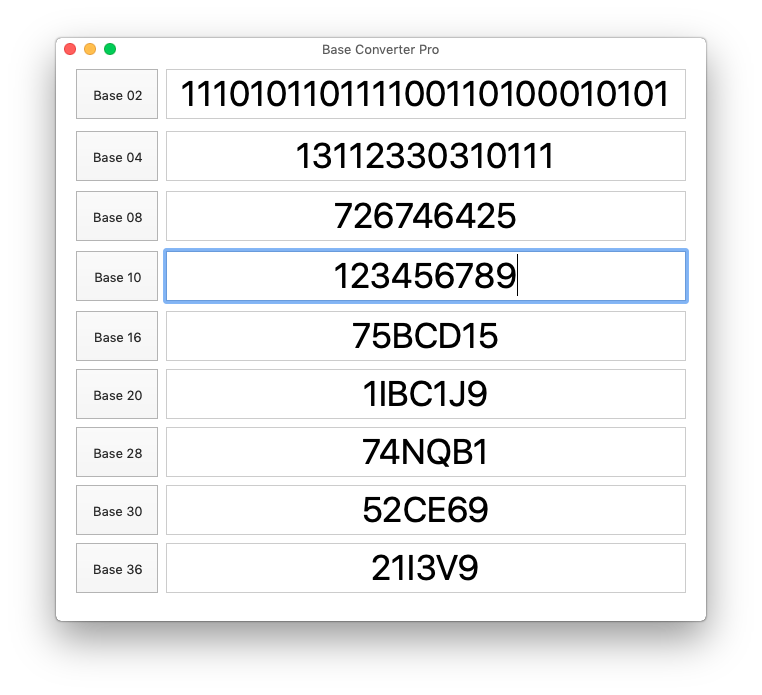 Base Converter Pro
Base 02 111010110111100110100010101
Base 04 13112330310111
Base 08 726746425
Base 10 123456789
Base 16 75BCD15
Base 20 1IBC1J9
Base 28 74NQB1
Base 30 52CE69
Base 36 21I3V9